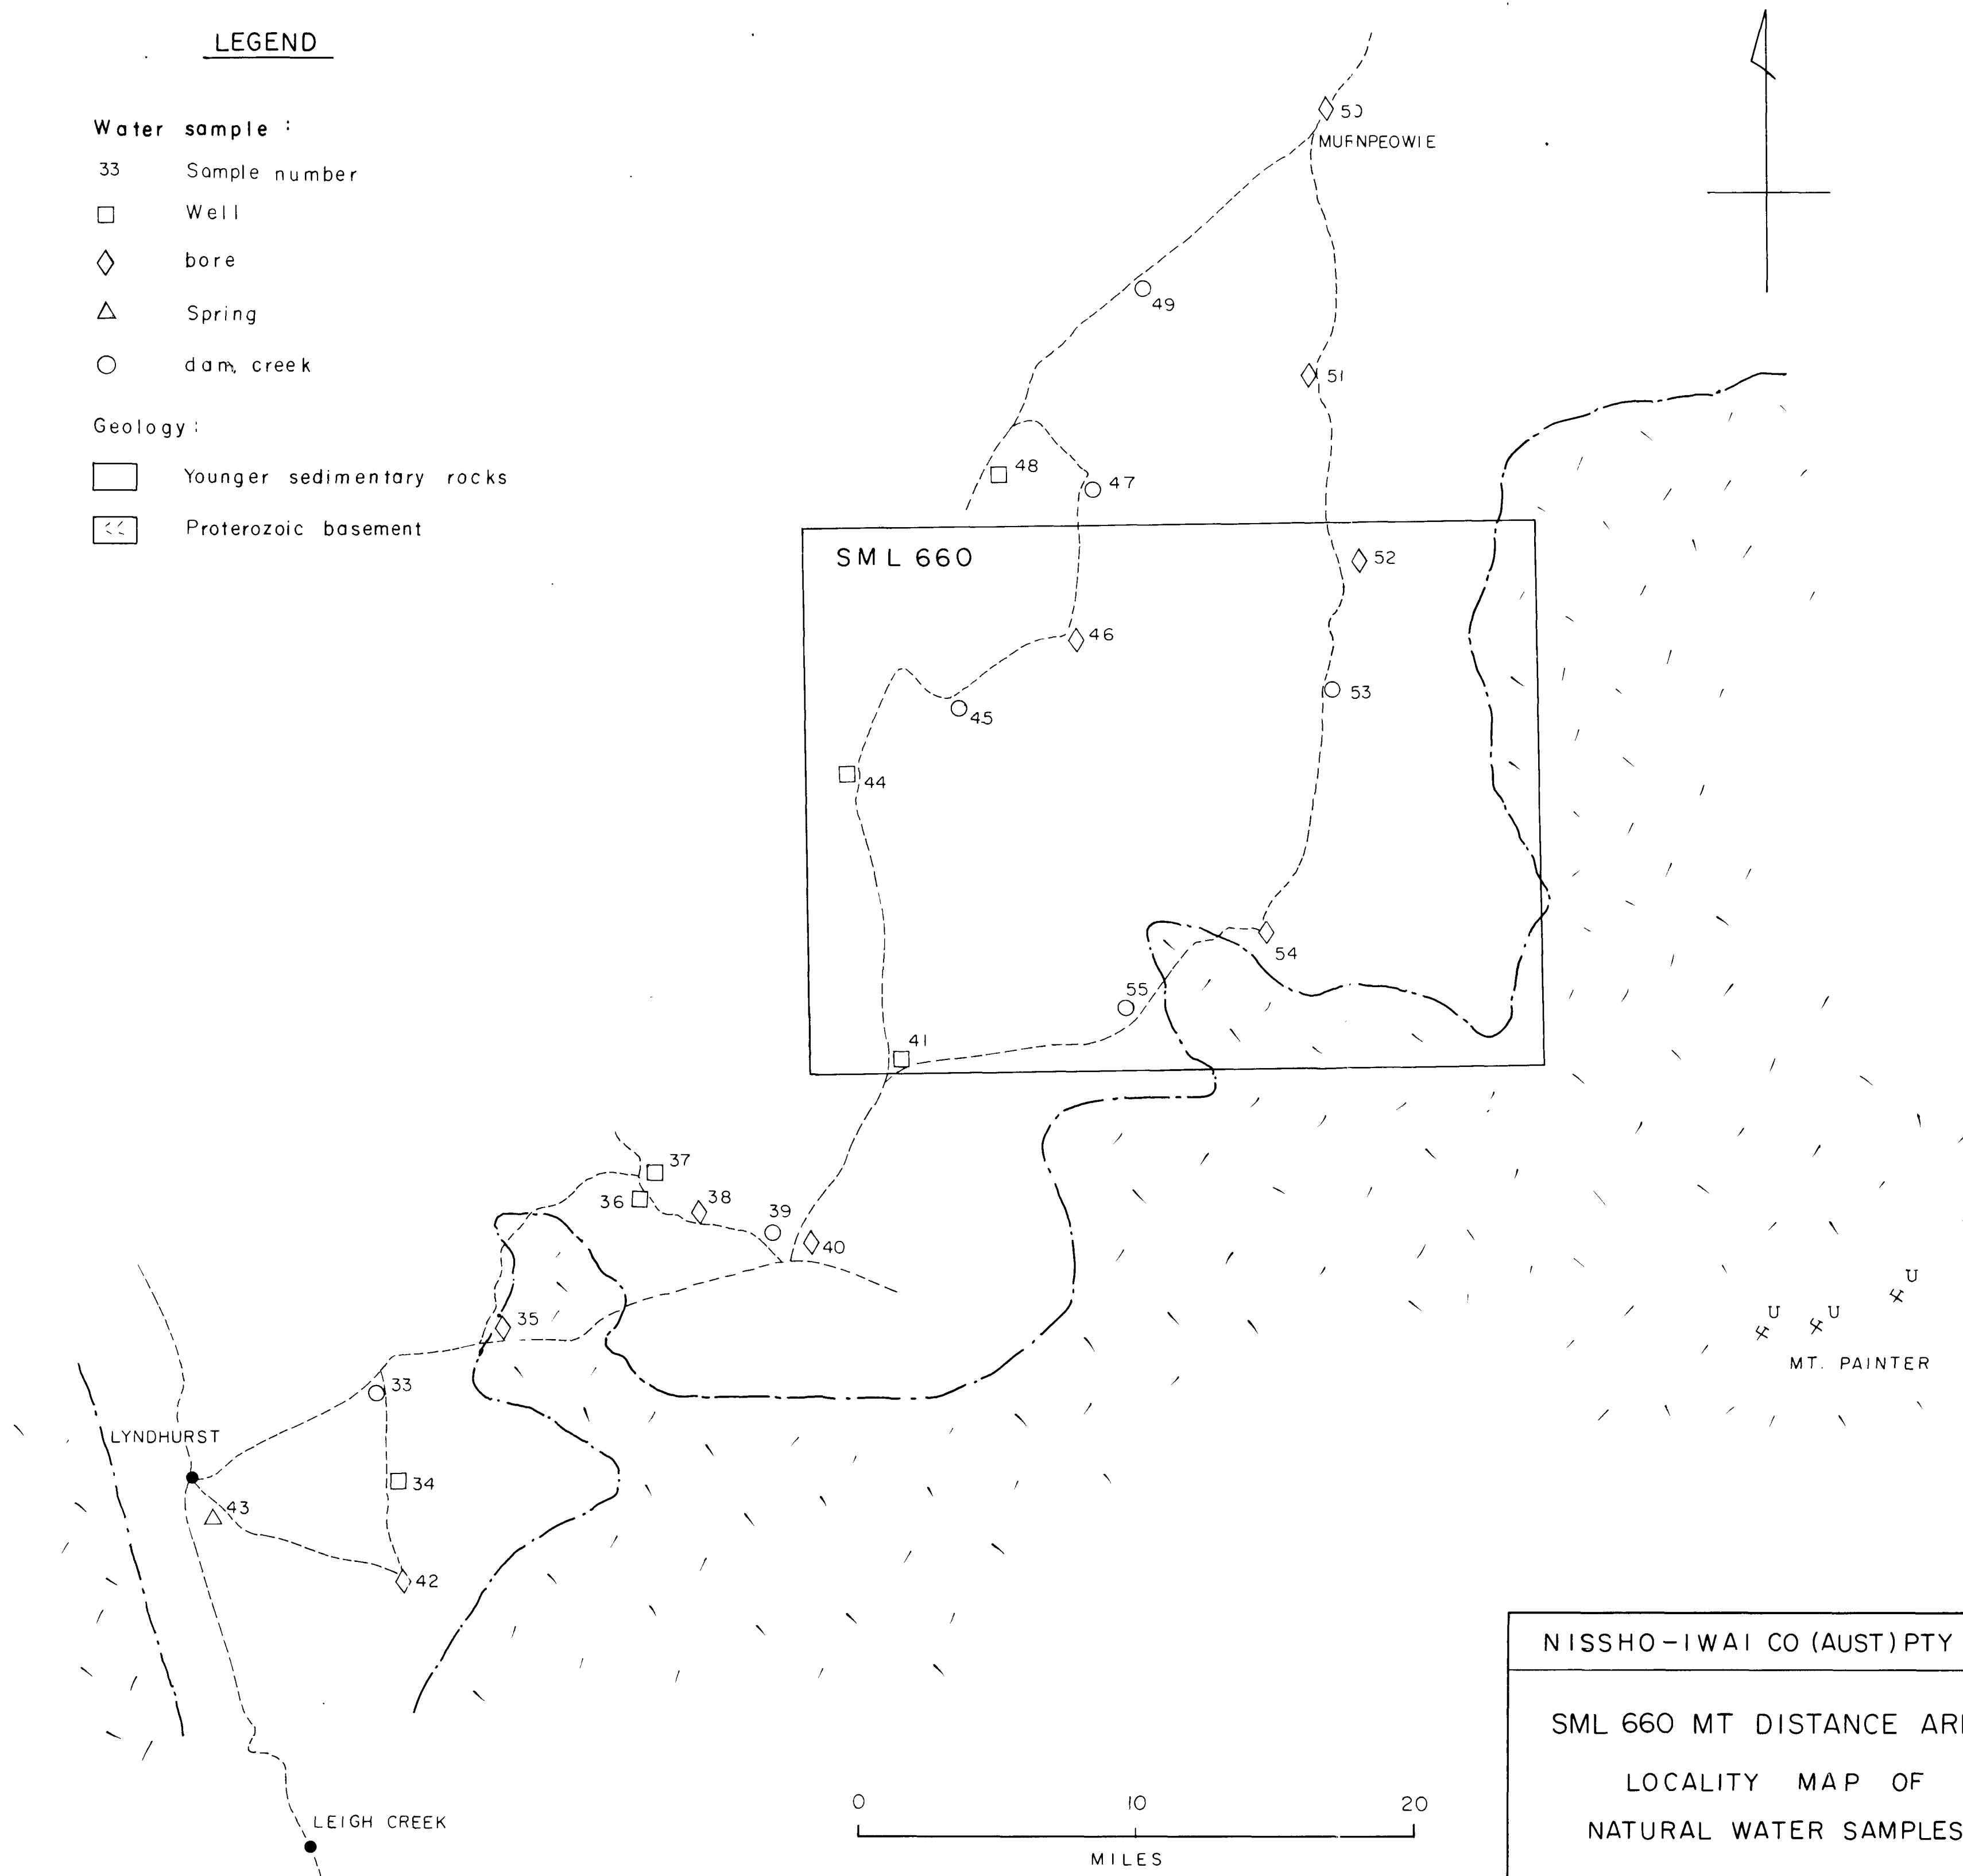 LEGEND
Water sample :
33 Sample number
Well
bore
Spring
dam, creek
Geology :
Younger sedimentary rocks
Proterozoic basement
50
MURNPEOWIE
49
51
48
47
SML 660
52
46
53
45
44
54
55
41
37
36
38
39
40
35
U
U
U
MT. PAINTER
33
LYNDHURST
34
43
42
LEIGH CREEK
0 10 20
MILES
NISSHO-IWAI CO (AUST) PTY
SML 660 MT DISTANCE
LOCALITY MAP OF
NATURAL WATER SAMPLES